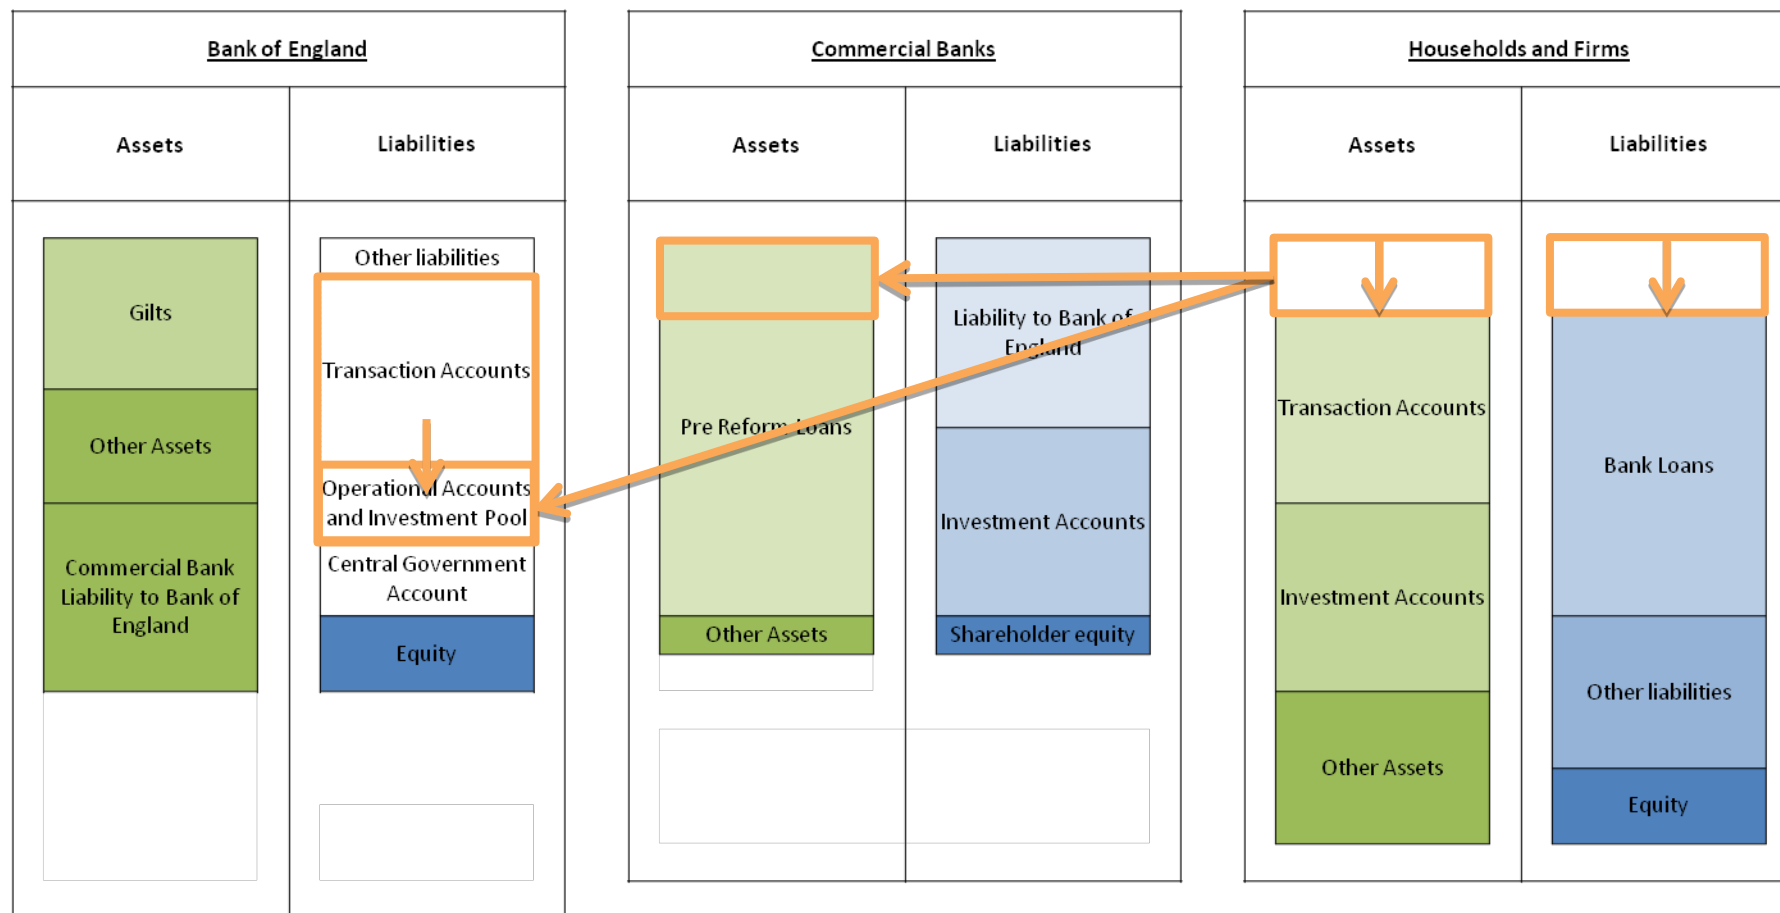 Bank of England
Assets
Liabilities
Gilts
Other Assets
Commercial Bank
Liability to Bank of
England
Other liabilities
Transaction Accounts
Operational Accounts
and Investment Pool
Central Government
Account
Equity
Commercial Banks
Assets
Liabilities
Pre Reform Loans
Other Assets
Liability to Bank of
England
Investment Accounts
Shareholder equity
Households and Firms
Assets
Liabilities
Transaction Accounts
Investment Accounts
Other Assets
Bank Loans
Other liabilities
Equity